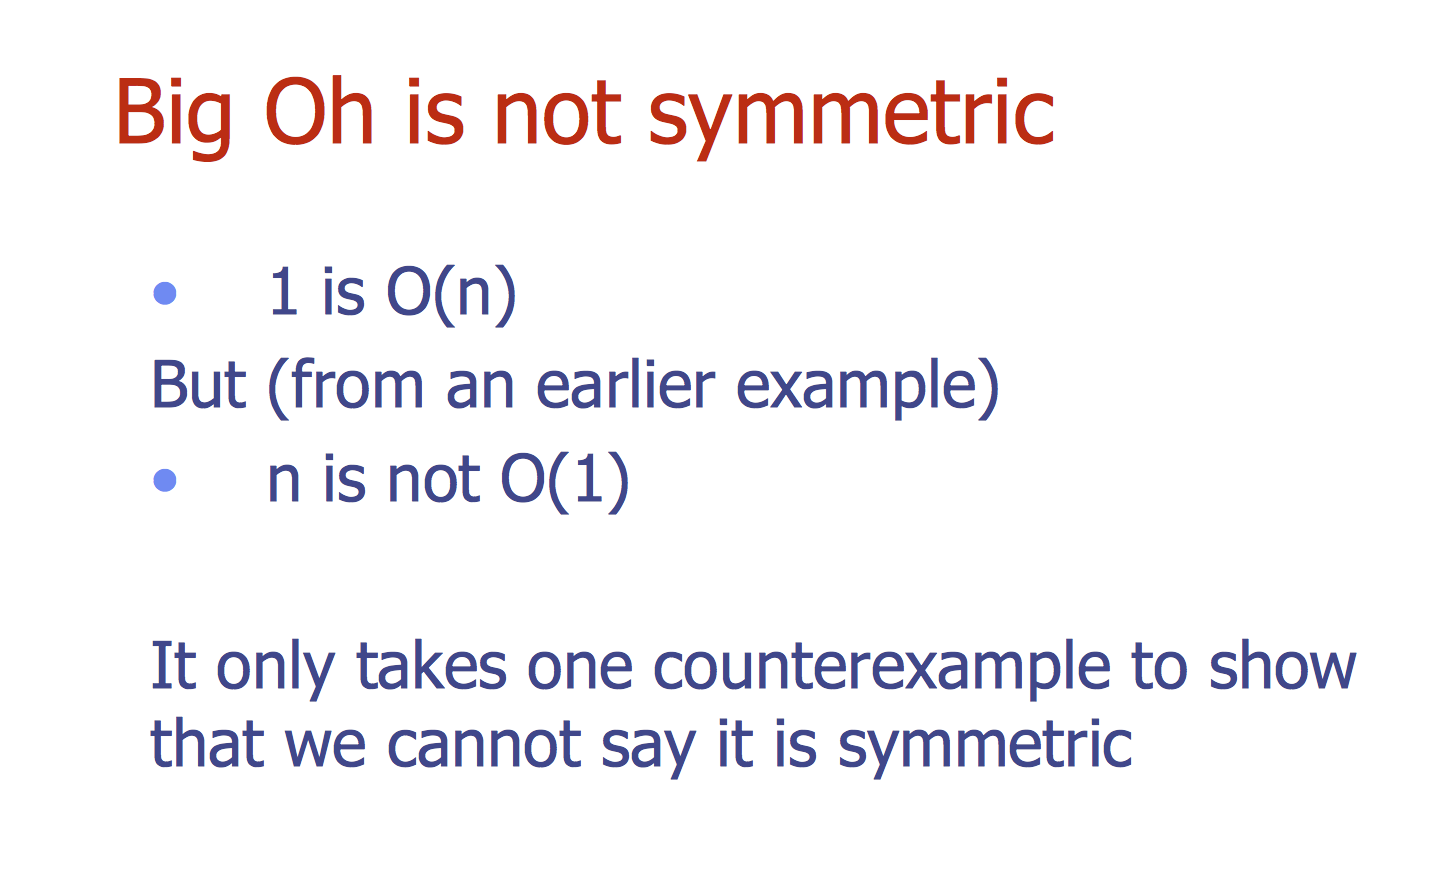 Big Oh is not symmetric
• 1 is O(n)
But (from an earlier example)
• n is not O(1)
It only takes one counterexample to show
that we cannot say it is symmetric